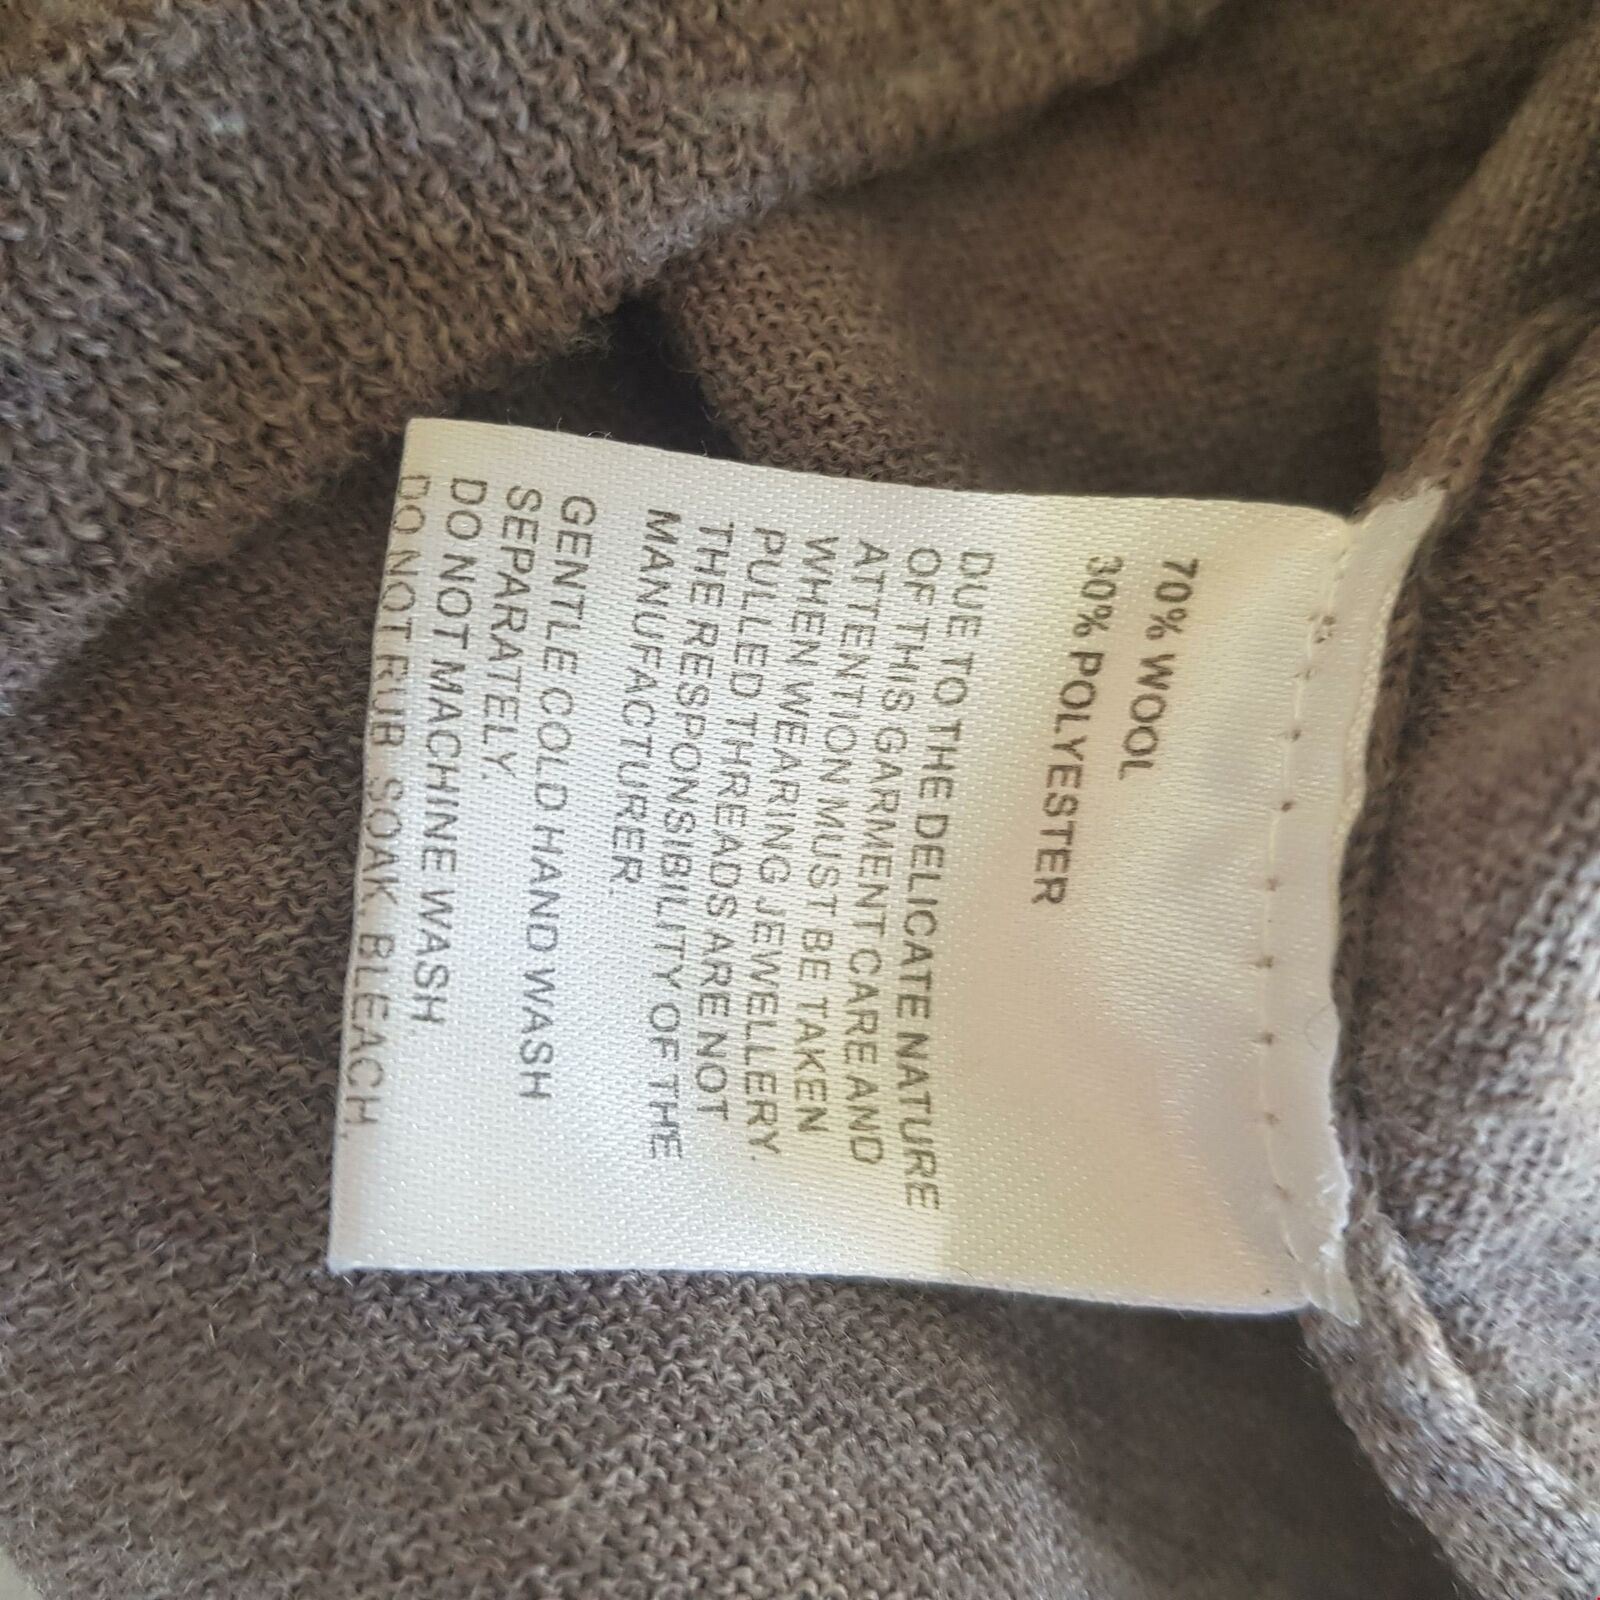 70% WOOL
30% POLYESTER
DUE TO THE DELICATE NATURE
OF THIS GARMENT CARE AND
ATTENTION MUST BE TAKEN
WHEN WEARING JEWELLERY.
PULLED THREADS ARE NOT
THE RESPONSIBILITY OF THE
MANUFACTURER.
GENTLE COLD HAND WASH
SEPARATELY.
DO NOT MACHINE WASH,
DO NOT RUB, SOAK, BLEACH,